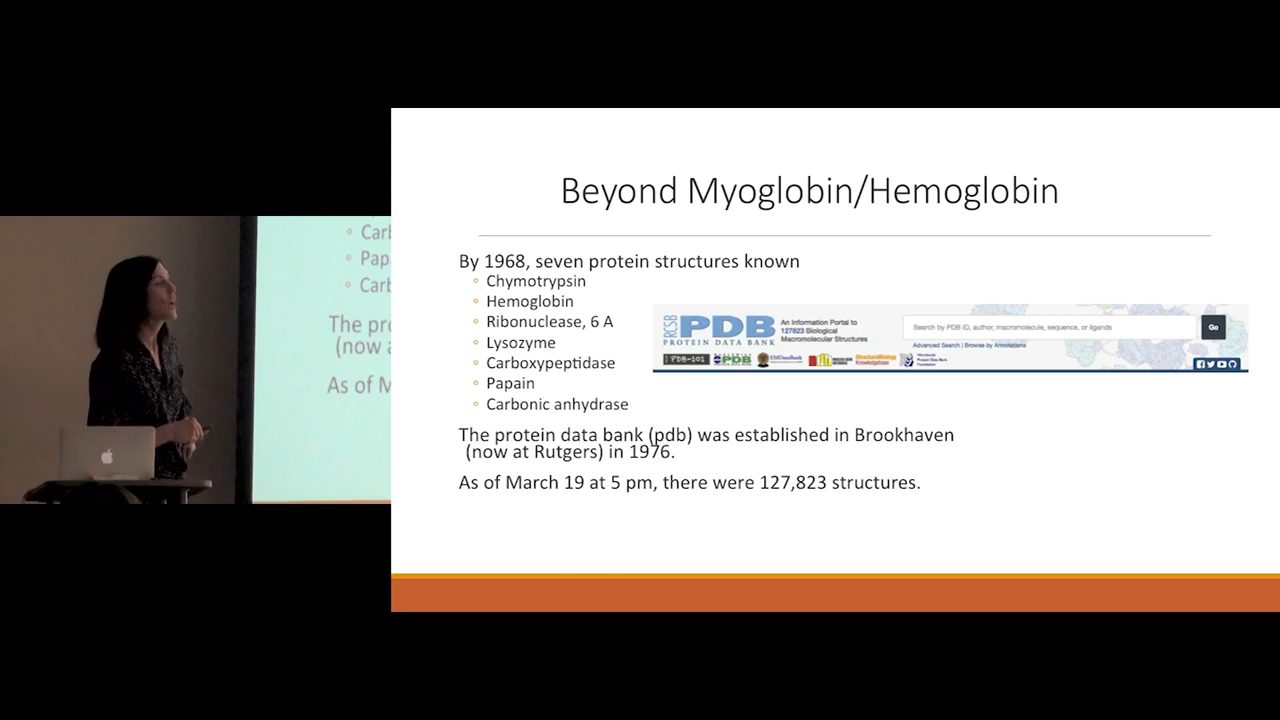 Beyond Myoglobin/Hemoglobin
By 1968, seven protein structures known
◦ Chymotrypsin
◦ Hemoglobin
◦ Ribonuclease, 6 A
◦ Lysozyme
◦ Carboxypeptidase
◦ Papain
◦ Carbonic anhydrase
RCSB PDB
PROTEIN DATA BANK
An Information Portal to
127823 Biological
Macromolecular Structures
Search by PDB ID, author, macromolecule, sequence, or ligands
Go
Advanced Search | Browse by Annotations
PDB-101
PDB
EMDataBank
StructuralBiology
Knowledgebase
Worldwide
Protein Data Bank
Foundation
The protein data bank (pdb) was established in Brookhaven
(now at Rutgers) in 1976.
As of March 19 at 5 pm, there were 127,823 structures.
◦ Carb
◦ Pap
◦ Carb
The pro
(now a
As of M